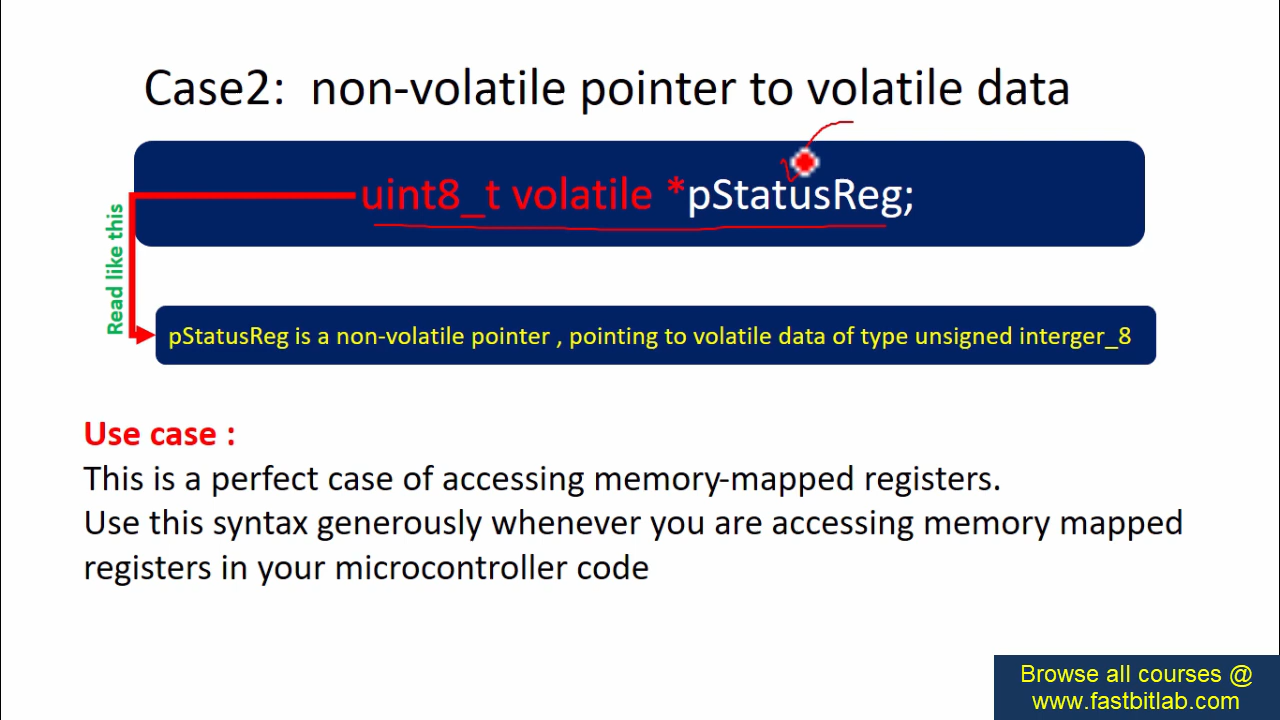 Case2: non-volatile pointer to volatile data
uint8_t volatile *pStatusReg;
Read like this
pStatusReg is a non-volatile pointer , pointing to volatile data of type unsigned interger_8
Use case :
This is a perfect case of accessing memory-mapped registers.
Use this syntax generously whenever you are accessing memory mapped
registers in your microcontroller code
Browse all courses @
www.fastbitlab.com